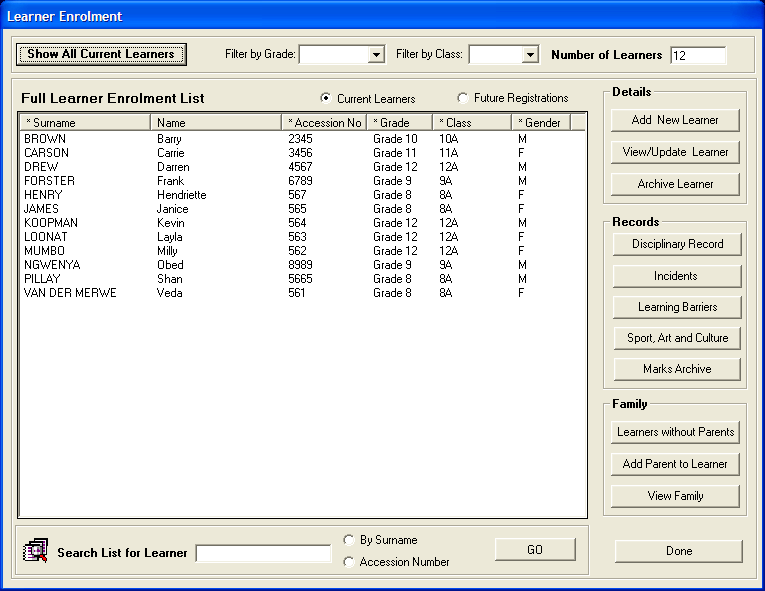 Learner Enrolment
Show All Current Learners Filter by Grade: Filter by Class: Number of Learners 12
Full Learner Enrolment List Current Learners Future Registrations
* Surname Name * Accession No * Grade * Class * Gender
BROWN Barry 2345 Grade 10 10A M
CARSON Carrie 3456 Grade 11 11A F
DREW Darren 4567 Grade 12 12A M
FORSTER Frank 6789 Grade 9 9A M
HENRY Hendriette 567 Grade 8 8A F
JAMES Janice 565 Grade 8 8A F
KOOPMAN Kevin 564 Grade 12 12A M
LOONAT Layla 563 Grade 12 12A F
MUMBO Milly 562 Grade 12 12A F
NGWENYA Obed 8989 Grade 9 9A M
PILLAY Shan 5665 Grade 8 8A M
VAN DER MERWE Veda 561 Grade 8 8A F
Search List for Learner By Surname GO
Accession Number
Details
Add New Learner
View/Update Learner
Archive Learner
Records
Disciplinary Record
Incidents
Learning Barriers
Sport, Art and Culture
Marks Archive
Family
Learners without Parents
Add Parent to Learner
View Family
Done